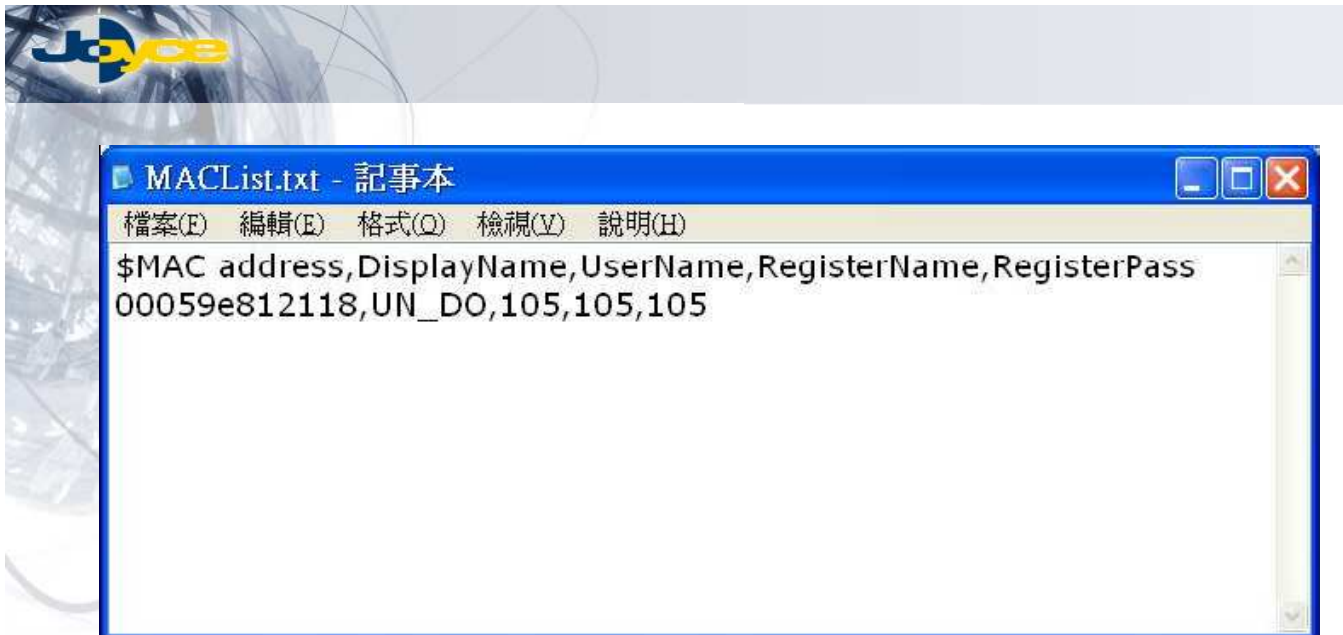 Joyce
MACList.txt - 記事本
檔案(F) 編輯(E) 格式(O) 檢視(V) 說明(H)
$MAC address,DisplayName,UserName,RegisterName,RegisterPass
00059e812118,UN_DO,105,105,105